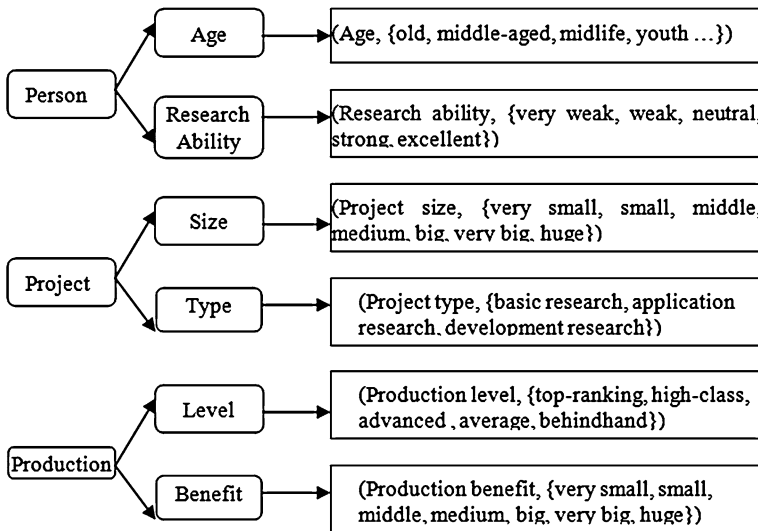 Age
(Age, {old, middle-aged, midlife, youth ...})
Person
Research
Ability
(Research ability, {very weak, weak, neutral,
strong, excellent})
Size
(Project size, {very small, small, middle,
medium, big, very big, huge})
Project
Type
(Project type, {basic research, application
research, development research})
Level
(Production level, {top-ranking, high-class,
advanced , average, behindhand})
Production
Benefit
(Production benefit, {very small, small,
middle, medium, big, very big, huge})